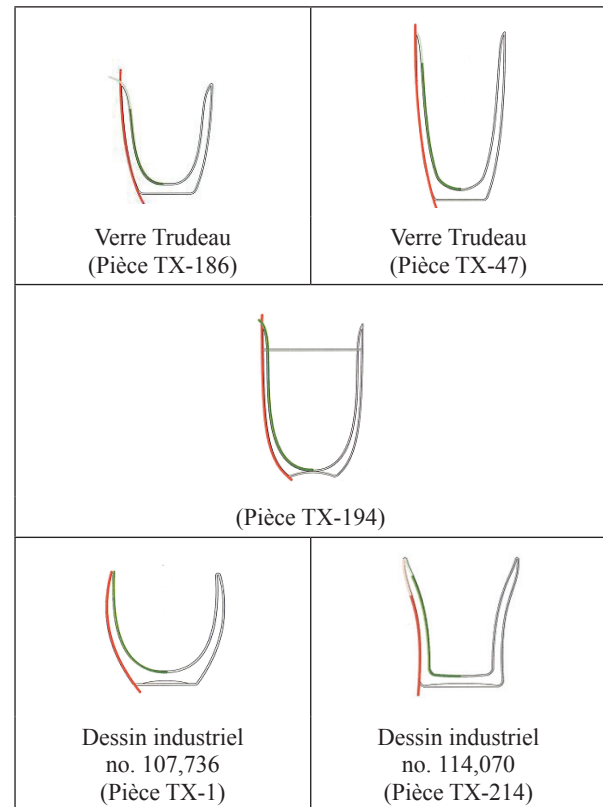 Verre Trudeau
(Pièce TX-186)
Verre Trudeau
(Pièce TX-47)
(Pièce TX-194)
Dessin industriel
no. 107,736
(Pièce TX-1)
Dessin industriel
no. 114,070
(Pièce TX-214)